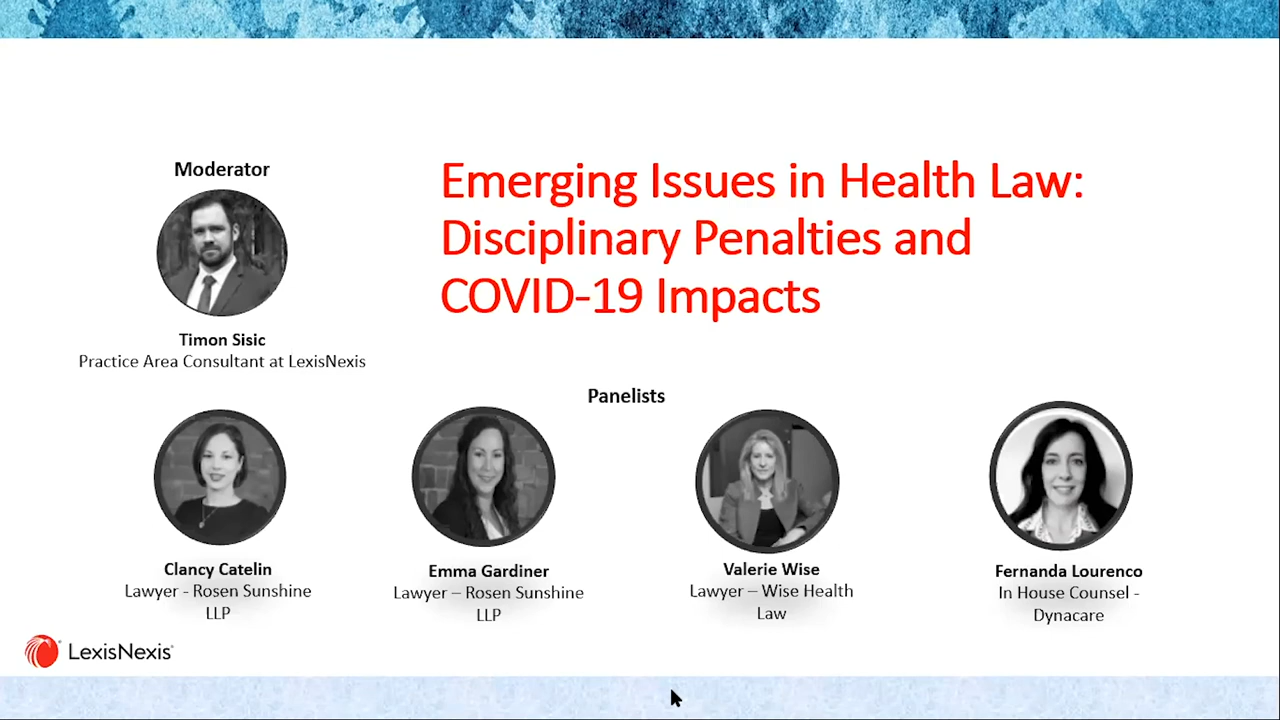 Moderator
Emerging Issues in Health Law:
Disciplinary Penalties and
COVID-19 Impacts
Timon Sisic
Practice Area Consultant at LexisNexis
Panelists
Clancy Catelin
Lawyer - Rosen Sunshine
LLP
Emma Gardiner
Lawyer – Rosen Sunshine
LLP
Valerie Wise
Lawyer – Wise Health
Law
Fernanda Lourenco
In House Counsel -
Dynacare
LexisNexis®